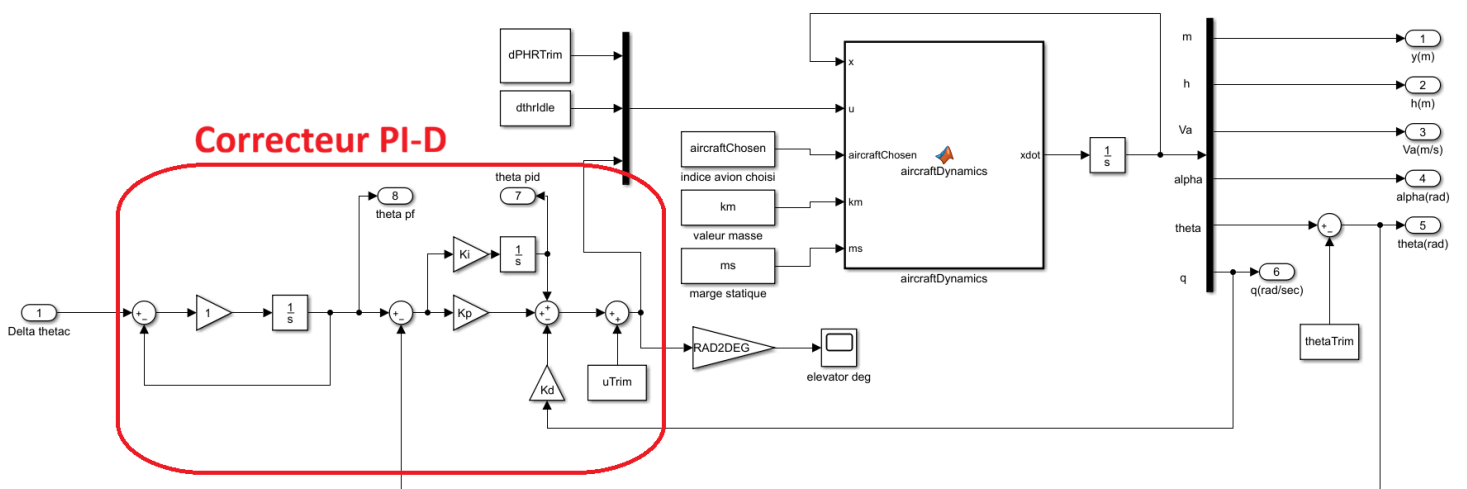 Correcteur PI-D
1
Delta thetac
+
-
1
1
s
8
theta pf
+
-
Ki
1
s
Kp
theta pid
7
+
+
-
Kd
+
+
uTrim
RAD2DEG
elevator deg
dPHRTrim
dthrIdle
aircraftChosen
indice avion choisi
km
valeur masse
ms
marge statique
x
u
aircraftChosen
km
ms
aircraftDynamics
xdot
aircraftDynamics
1
s
m
h
Va
alpha
theta
q
+
-
thetaTrim
1
y(m)
2
h(m)
3
Va(m/s)
4
alpha(rad)
5
theta(rad)
6
q(rad/sec)